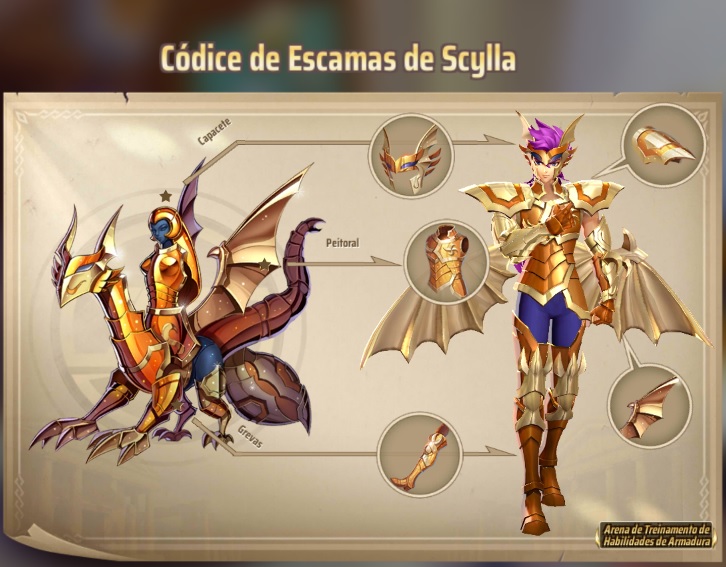 Códice de Escamas de Scylla
Capacete
Peitoral
Grevas
Arena de Treinamento de
Habilidades de Armadura